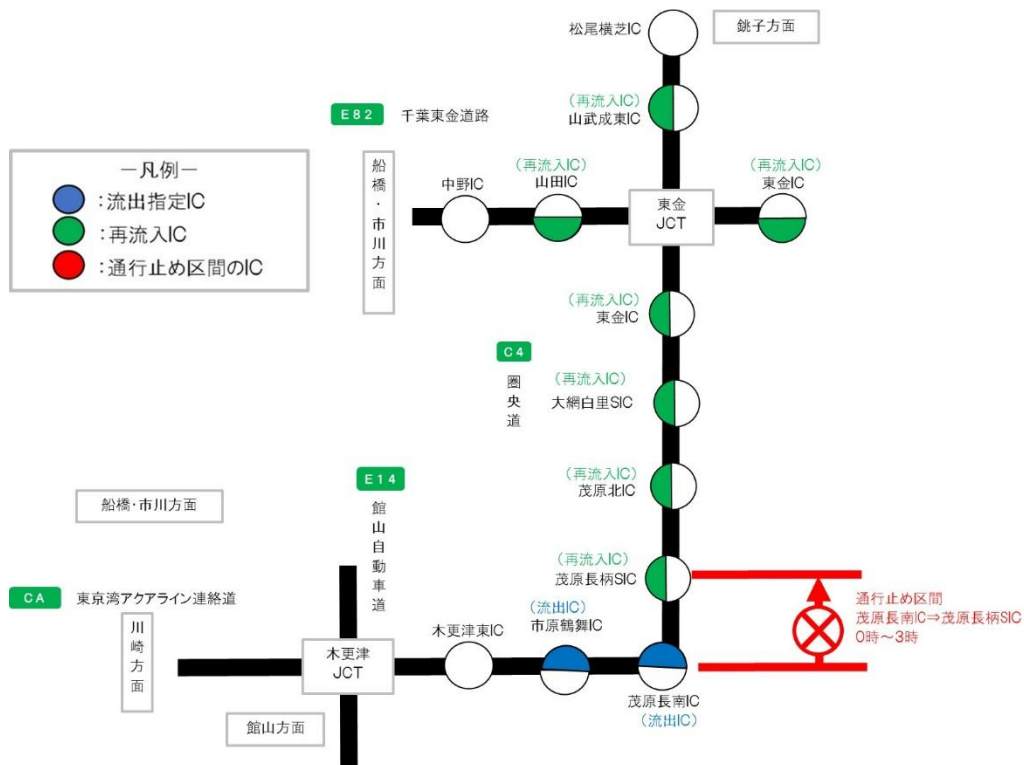 松尾横芝IC
銚子方面
(再流入IC)
山武成東IC
E82
千葉東金道路
ー凡例ー
:流出指定IC
:再流入IC
:通行止め区間のIC
船橋・市川方面
中野IC
(再流入IC)
山田IC
東金
JCT
(再流入IC)
東金IC
(再流入IC)
東金IC
C4
圏央道
(再流入IC)
大網白里SIC
E14
館山自動車道
(再流入IC)
茂原北IC
船橋・市川方面
(再流入IC)
茂原長柄SIC
CA
東京湾アクアライン連絡道
川崎方面
木更津
JCT
木更津東IC
(流出IC)
市原鶴舞IC
茂原長南IC
(流出IC)
通行止め区間
茂原長南IC⇒茂原長柄SIC
0時~3時
館山方面